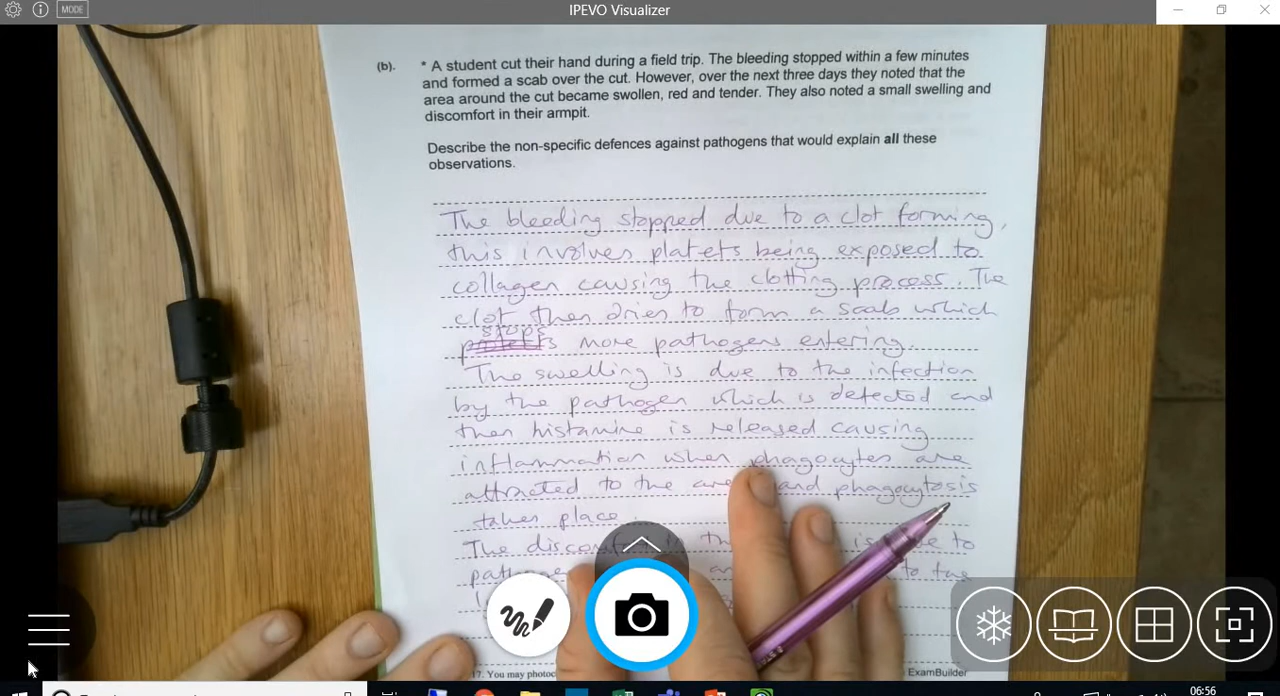 IPEVO Visualizer
MODE
(b). * A student cut their hand during a field trip. The bleeding stopped within a few minutes
and formed a scab over the cut. However, over the next three days they noted that the
area around the cut became swollen, red and tender. They also noted a small swelling and
discomfort in their armpit.
Describe the non-specific defences against pathogens that would explain all these
observations.
The bleeding stopped due to a clot forming,
this involves platets being exposed to
collagen causing the clotting process. The
clot then dries to form a scab which
stops
more pathogens entering.
The swelling is due to the infection
by the pathogen which is detected and
then histamine is released causing
inflammation when phagocytes are
attracted to the and phagocytosis
takes place.
The to
to the
17. You may
ExamBuilder
06:56